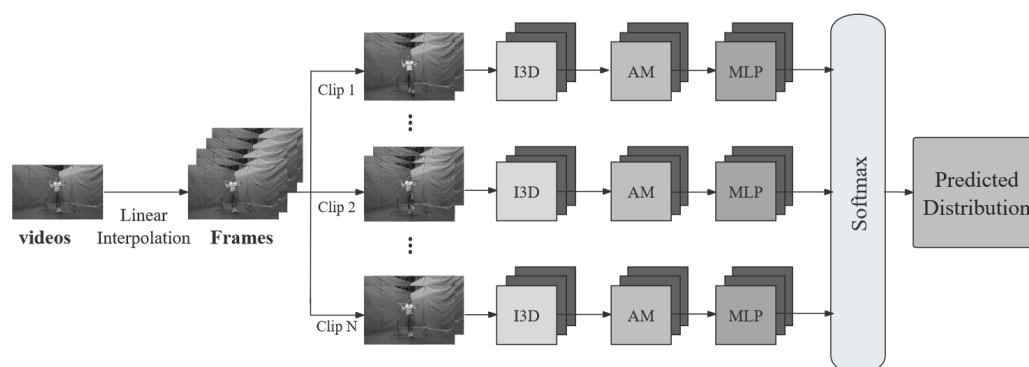 videos
Linear
Interpolation
Frames
Clip 1
I3D
AM
MLP
Clip 2
I3D
AM
MLP
Clip N
I3D
AM
MLP
Softmax
Predicted
Distribution